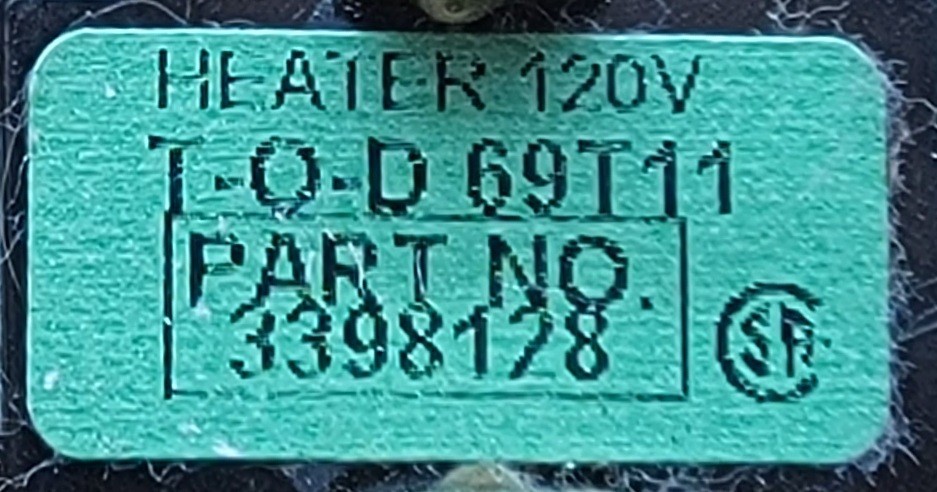 HEATER 120V
T-O-D 69T11
PART NO.
3398128